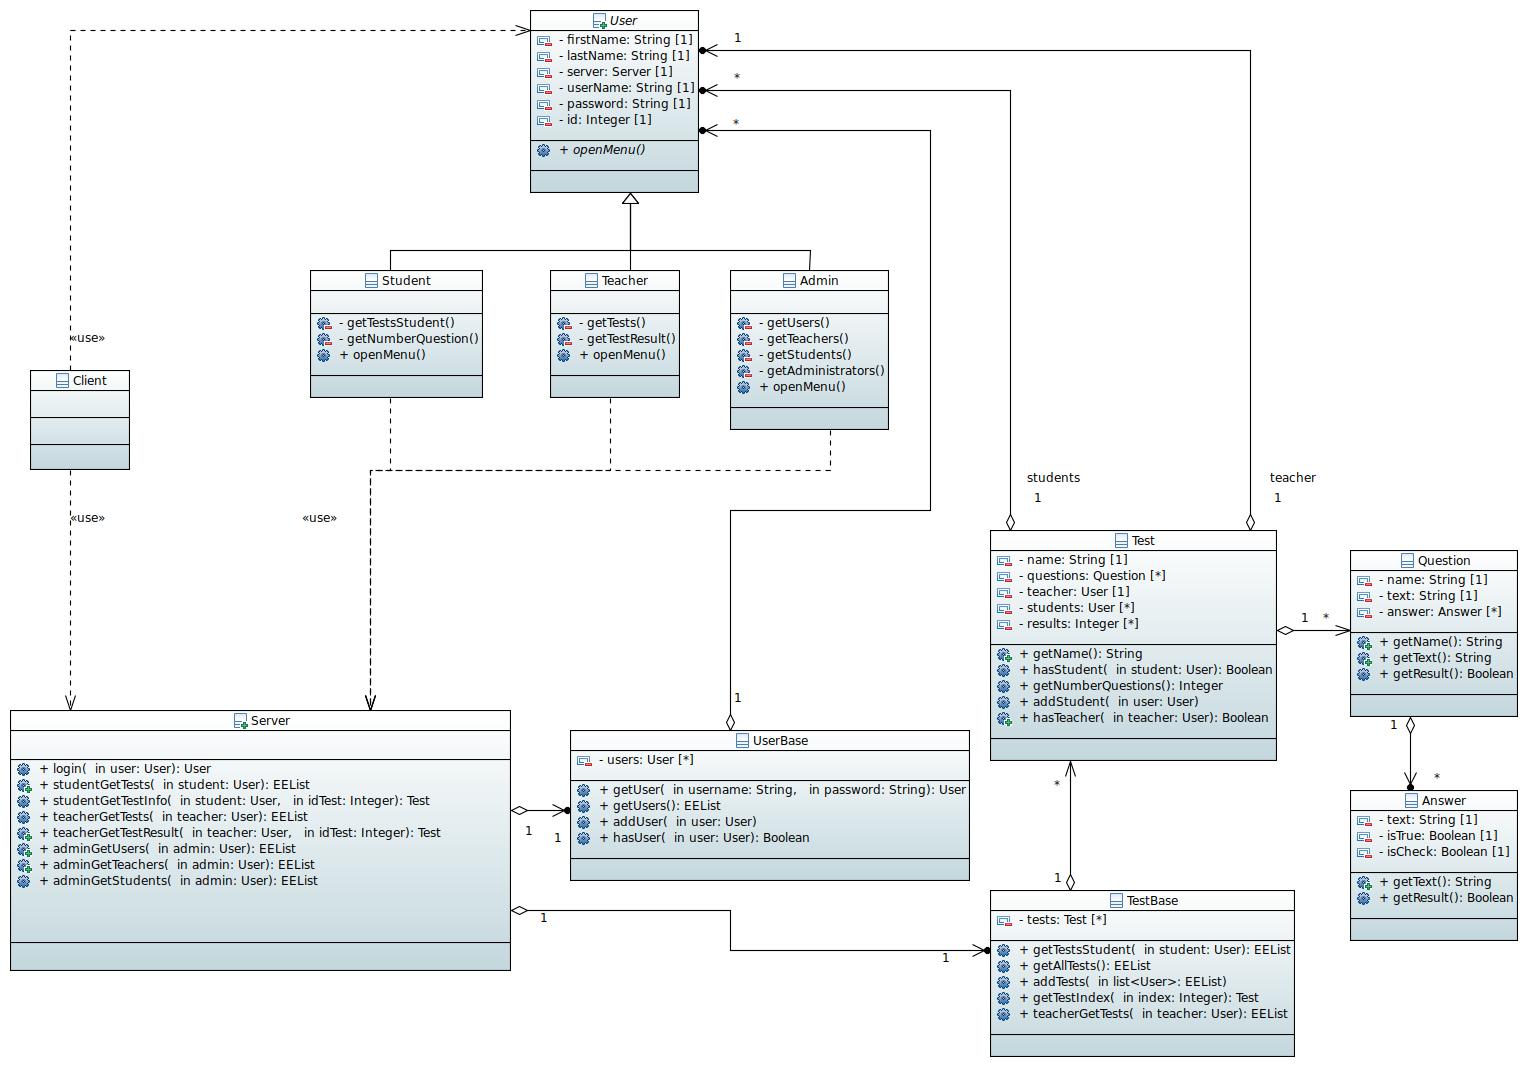 User
- firstName: String [1]
- lastName: String [1]
- server: Server [1]
- userName: String [1]
- password: String [1]
- id: Integer [1]
+ openMenu()
1
*
*
Student
- getTestsStudent()
- getNumberQuestion()
+ openMenu()
Teacher
- getTests()
- getTestResult()
+ openMenu()
Admin
- getUsers()
- getTeachers()
- getStudents()
- getAdministrators()
+ openMenu()
«use»
Client
«use»
«use»
students
1
teacher
1
Test
- name: String [1]
- questions: Question [*]
- teacher: User [1]
- students: User [*]
- results: Integer [*]
+ getName(): String
+ hasStudent( in student: User): Boolean
+ getNumberQuestions(): Integer
+ addStudent( in user: User)
+ hasTeacher( in teacher: User): Boolean
1
*
Question
- name: String [1]
- text: String [1]
- answer: Answer [*]
+ getName(): String
+ getText(): String
+ getResult(): Boolean
1
*
Answer
- text: String [1]
- isTrue: Boolean [1]
- isCheck: Boolean [1]
+ getText(): String
+ getResult(): Boolean
Server
+ login( in user: User): User
+ studentGetTests( in student: User): EEList
+ studentGetTestInfo( in student: User, in idTest: Integer): Test
+ teacherGetTests( in teacher: User): EEList
+ teacherGetTestResult( in teacher: User, in idTest: Integer): Test
+ adminGetUsers( in admin: User): EEList
+ adminGetTeachers( in admin: User): EEList
+ adminGetStudents( in admin: User): EEList
1
1
1
1
1
UserBase
- users: User [*]
+ getUser( in username: String, in password: String): User
+ getUsers(): EEList
+ addUser( in user: User)
+ hasUser( in user: User): Boolean
*
1
TestBase
- tests: Test [*]
+ getTestsStudent( in student: User): EEList
+ getAllTests(): EEList
+ addTests( in list<User>: EEList)
+ getTestIndex( in index: Integer): Test
+ teacherGetTests( in teacher: User): EEList